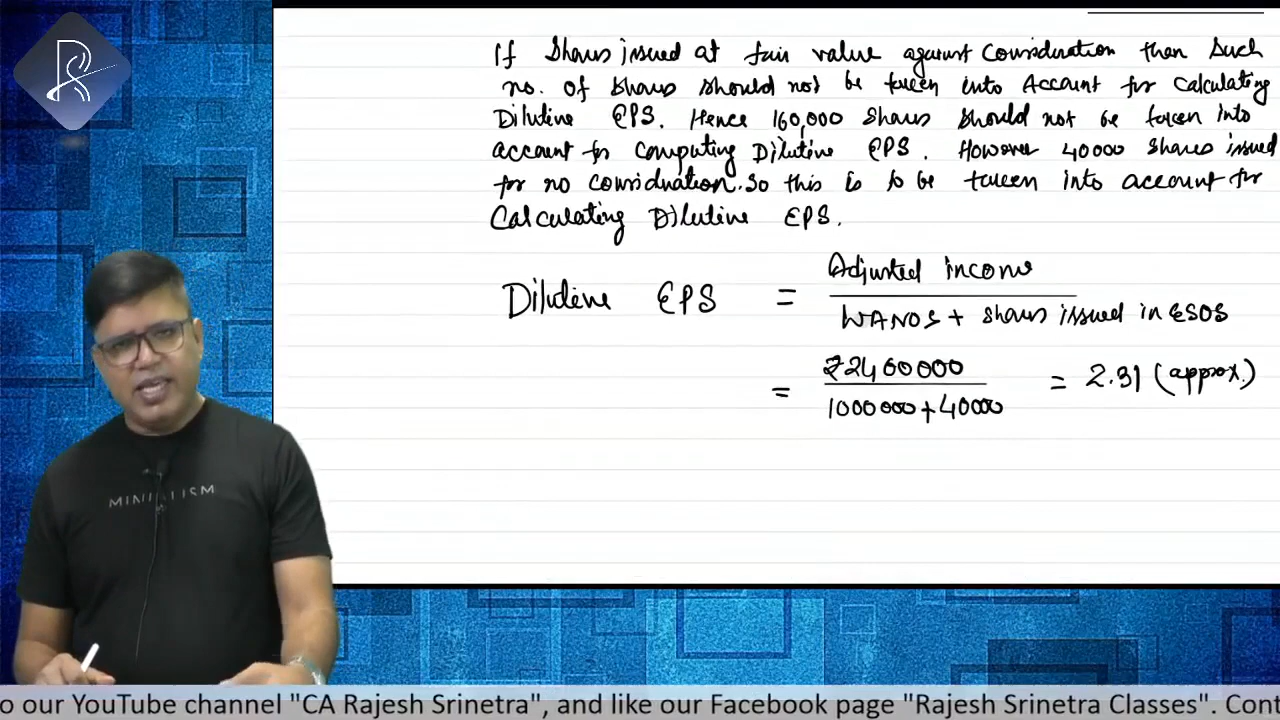 If Shares issued at fair value against Consideration then such
no. of shares should not be taken into Account for Calculating
Dilutive EPS. Hence 160,000 Shares should not be taken into
account for Computing Dilutive EPS. However 40000 shares issued
for no consideration. So this is to be taken into account for
Calculating Dilutive EPS.
Dilutive EPS = Adjusted income
WANOS + shares issued in ESOS
= ₹2400000 = 2.31 (approx.)
1000000 + 40000
MINIMALISM
o our YouTube channel "CA Rajesh Srinetra", and like our Facebook page "Rajesh Srinetra Classes". Cont